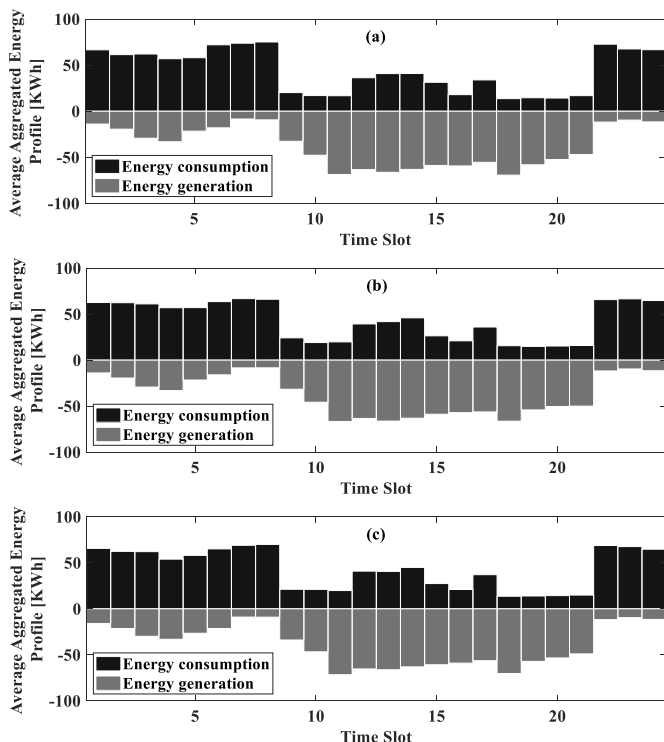 Average Aggregated Energy
Profile [KWh]
100
50
0
-50
-100
(a)
Energy consumption
Energy generation
5
10
15
20
Time Slot
Average Aggregated Energy
Profile [KWh]
100
50
0
-50
-100
(b)
Energy consumption
Energy generation
5
10
15
20
Time Slot
Average Aggregated Energy
Profile [KWh]
100
50
0
-50
-100
(c)
Energy consumption
Energy generation
5
10
15
20
Time Slot